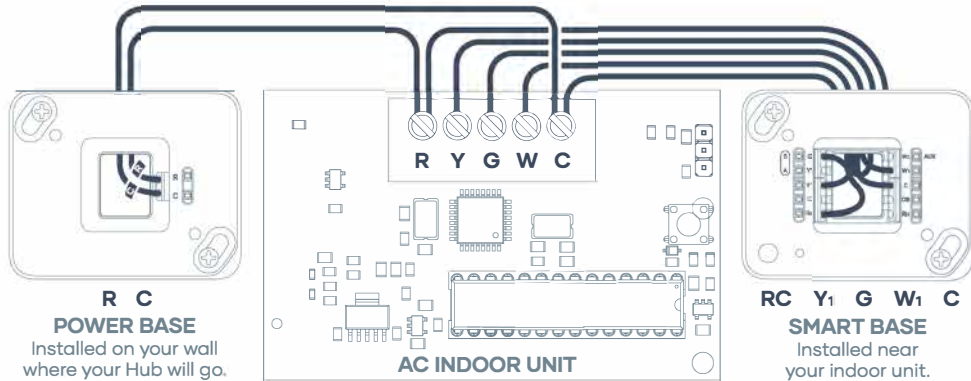 R Y G W C
R
C
R
C
AUX
R C
POWER BASE
Installed on your wall
where your Hub will go.
AC INDOOR UNIT
RC Y1 G W1 C
SMART BASE
Installed near
your indoor unit.